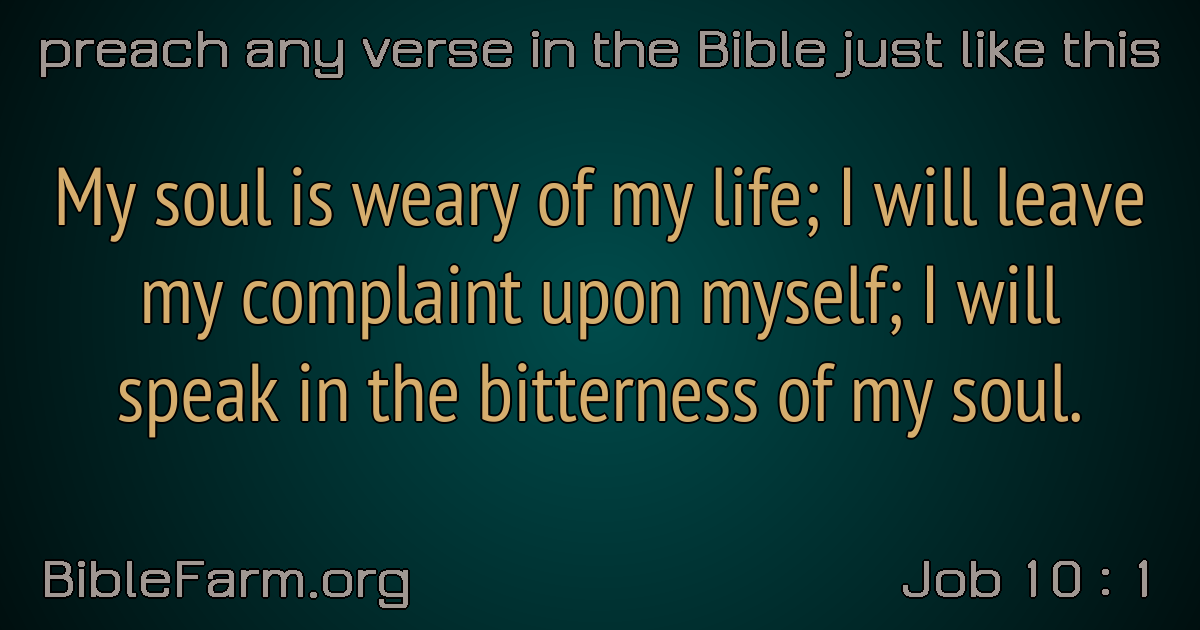 preach any verse in the Bible just like this
My soul is weary of my life; I will leave
my complaint upon myself; I will
speak in the bitterness of my soul.
BibleFarm.org
Job 10 : 1